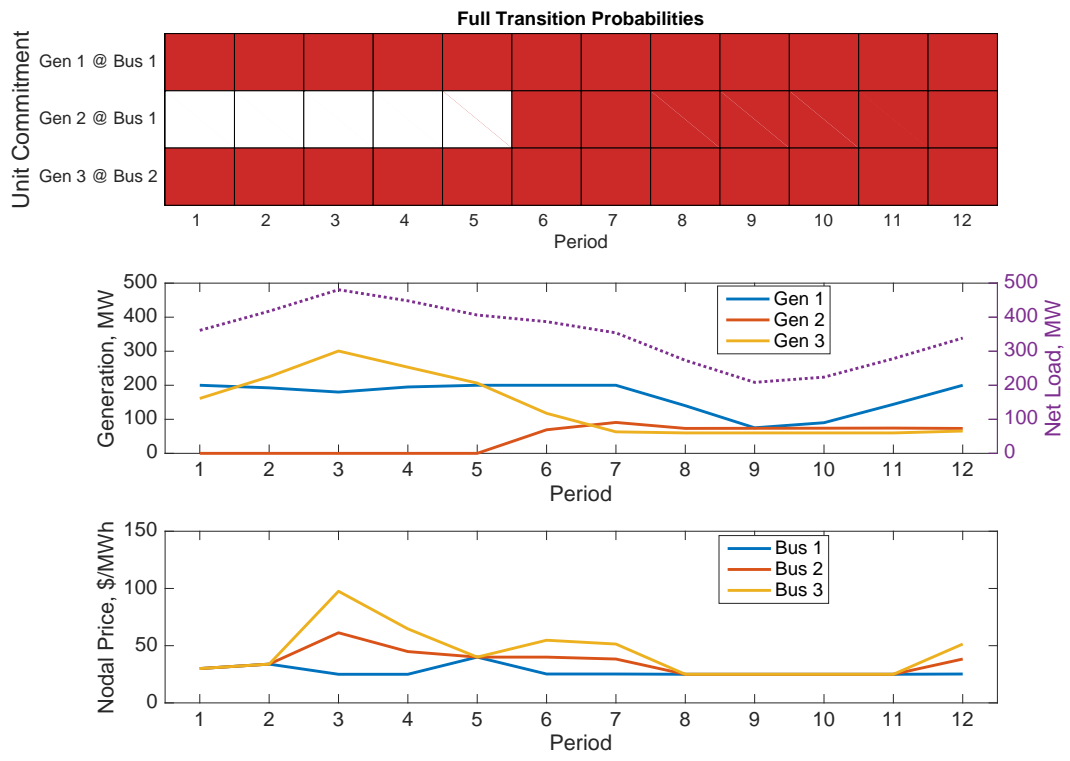 Full Transition Probabilities
Unit Commitment
Gen 1 @ Bus 1
Gen 2 @ Bus 1
Gen 3 @ Bus 2
1 2 3 4 5 6 7 8 9 10 11 12
Period
Generation, MW
500
400
300
200
100
0
Gen 1
Gen 2
Gen 3
500
400
300
200
100
0
Net Load, MW
1 2 3 4 5 6 7 8 9 10 11 12
Period
Nodal Price, $/MWh
150
100
50
0
Bus 1
Bus 2
Bus 3
1 2 3 4 5 6 7 8 9 10 11 12
Period